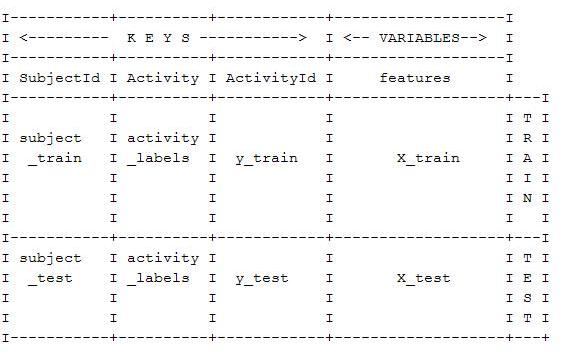 I-----------+-----------+-------------+--------------------I
I <---------  K E Y S -----------> I <-- VARIABLES-->  I
I-----------+-----------+-------------+--------------------I
I SubjectId I Activity I ActivityId I      features       I
I-----------+-----------+-------------+--------------------+---I
I           I          I            I                    I T I
I subject   I activity I            I                    I R I
I  _train   I _labels  I  y_train   I       X_train      I A I
I           I          I            I                    I I I
I           I          I            I                    I N I
I           I          I            I                    I   I
I-----------+-----------+-------------+--------------------+---I
I subject   I activity I            I                    I T I
I  _test    I _labels  I  y_test    I       X_test       I E I
I           I          I            I                    I S I
I           I          I            I                    I T I
I-----------+-----------+-------------+--------------------+---+